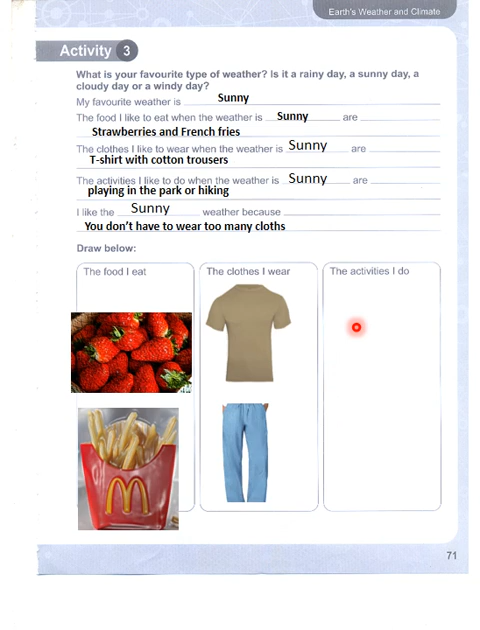 Earth's Weather and Climate
Activity 3
What is your favourite type of weather? Is it a rainy day, a sunny day, a
cloudy day or a windy day?
My favourite weather is Sunny
The food I like to eat when the weather is Sunny are
Strawberries and French fries
The clothes I like to wear when the weather is Sunny are
T-shirt with cotton trousers
The activities I like to do when the weather is Sunny are
playing in the park or hiking
I like the Sunny weather because
You don't have to wear too many cloths
Draw below:
The food I eat
The clothes I wear
The activities I do
M
71